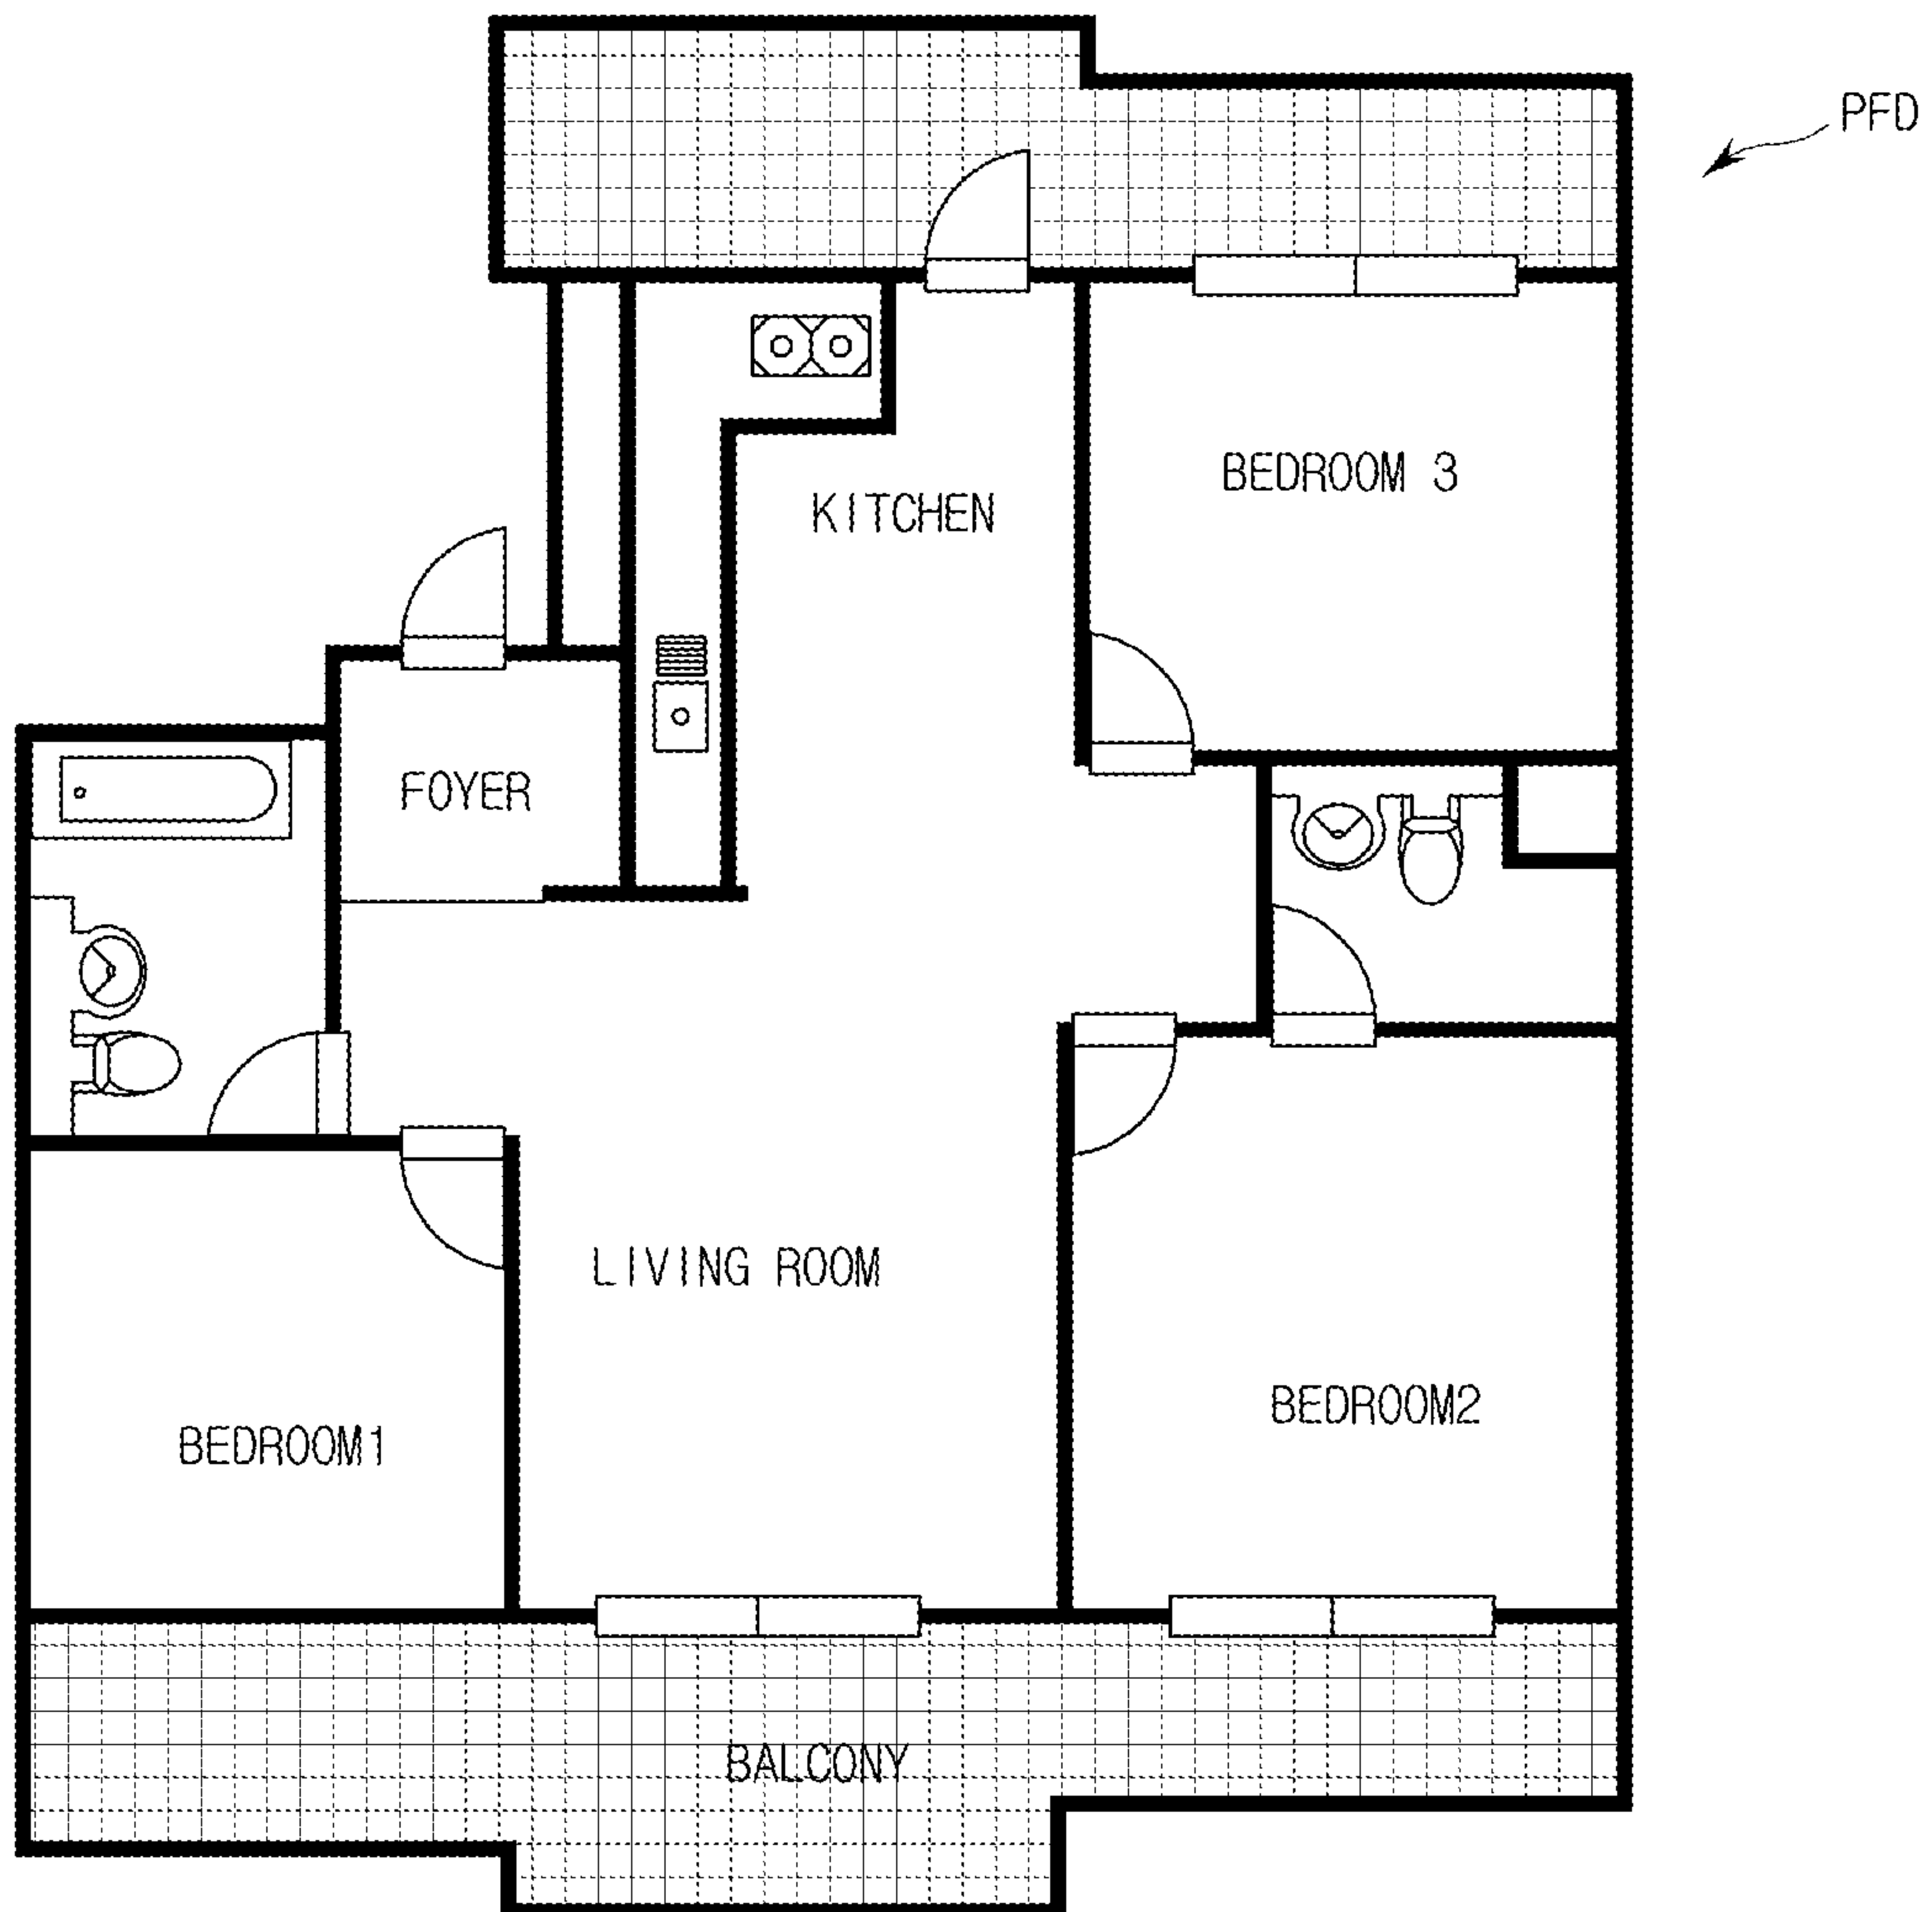 PFD
BEDROOM 3
KITCHEN
FOYER
LIVING ROOM
BEDROOM2
BEDROOM1
BALCONY